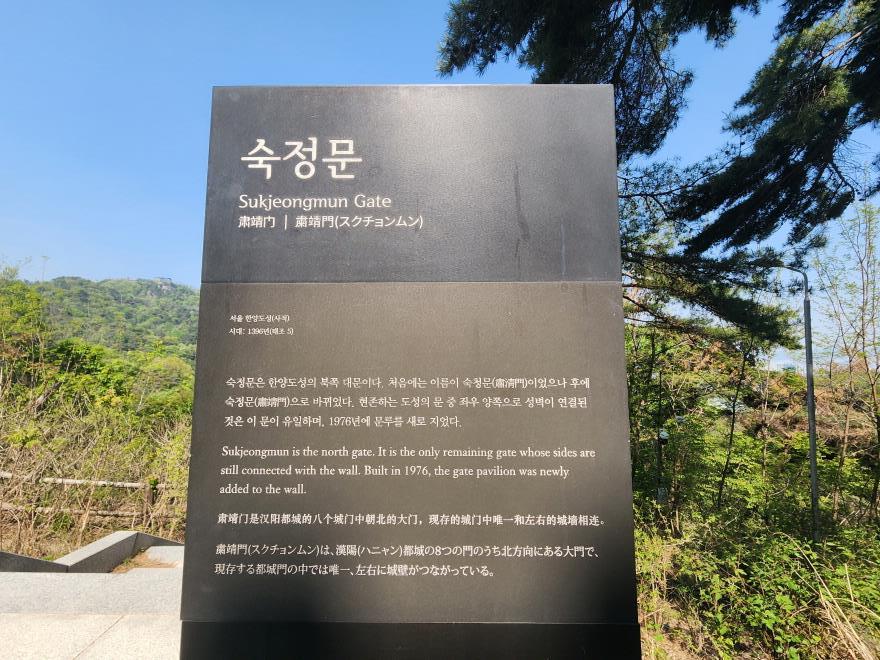 숙정문
Sukjeongmun Gate
肃靖门 | 肅靖門(スクチョンムン)
서울 한양도성(사적)
시대: 1396년(태조 5)
숙정문은 한양도성의 북쪽 대문이다. 처음에는 이름이 숙청문(肅淸門)이었으나 후에
숙정문(肅靖門)으로 바뀌었다. 현존하는 도성의 문 중 좌우 양쪽으로 성벽이 연결된
것은 이 문이 유일하며, 1976년에 문루를 새로 지었다.
Sukjeongmun is the north gate. It is the only remaining gate whose sides are
still connected with the wall. Built in 1976, the gate pavilion was newly
added to the wall.
肃靖门是汉阳都城的八个城门中朝北的大门，现存的城门中唯一和左右的城墙相连。
肅靖門(スクチョンムン)は、漢陽(ハニャン)都城の8つの門のうち北方向にある大門で、
現存する都城門の中では唯一、左右に城壁がつながっている。